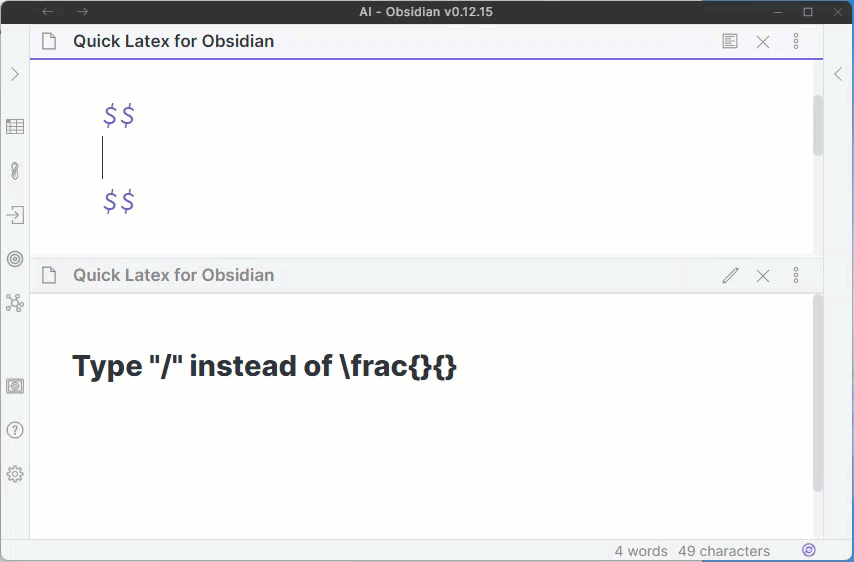 AI - Obsidian v0.12.15
Quick Latex for Obsidian
$$
$$
Quick Latex for Obsidian
Type "/" instead of \frac{}{}
4 words 49 characters